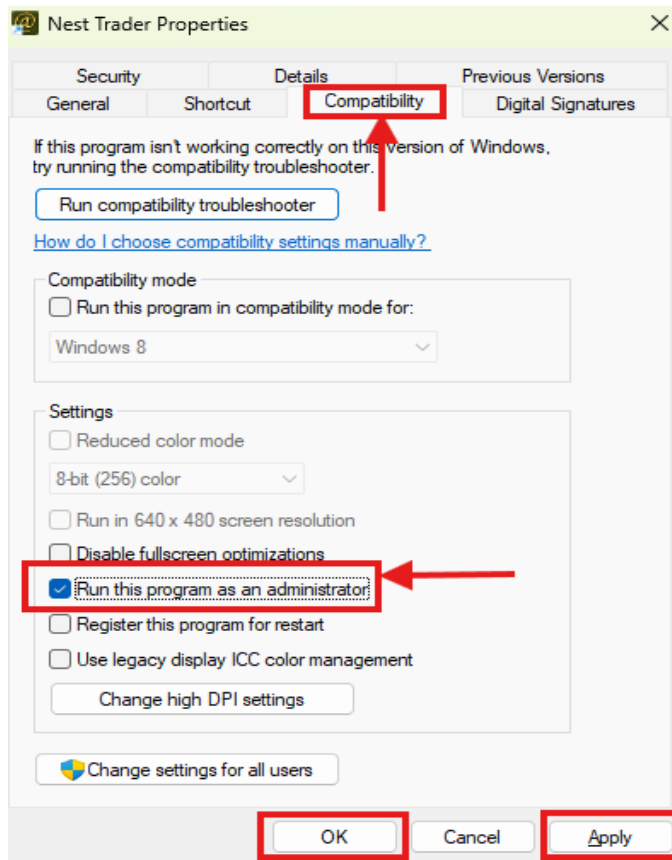 Nest Trader Properties
Security Details Previous Versions
General Shortcut Compatibility Digital Signatures
If this program isn't working correctly on this version of Windows,
try running the compatibility troubleshooter.
Run compatibility troubleshooter
How do I choose compatibility settings manually?
Compatibility mode
Run this program in compatibility mode for:
Windows 8
Settings
Reduced color mode
8-bit (256) color
Run in 640 x 480 screen resolution
Disable fullscreen optimizations
Run this program as an administrator
Register this program for restart
Use legacy display ICC color management
Change high DPI settings
Change settings for all users
OK Cancel Apply